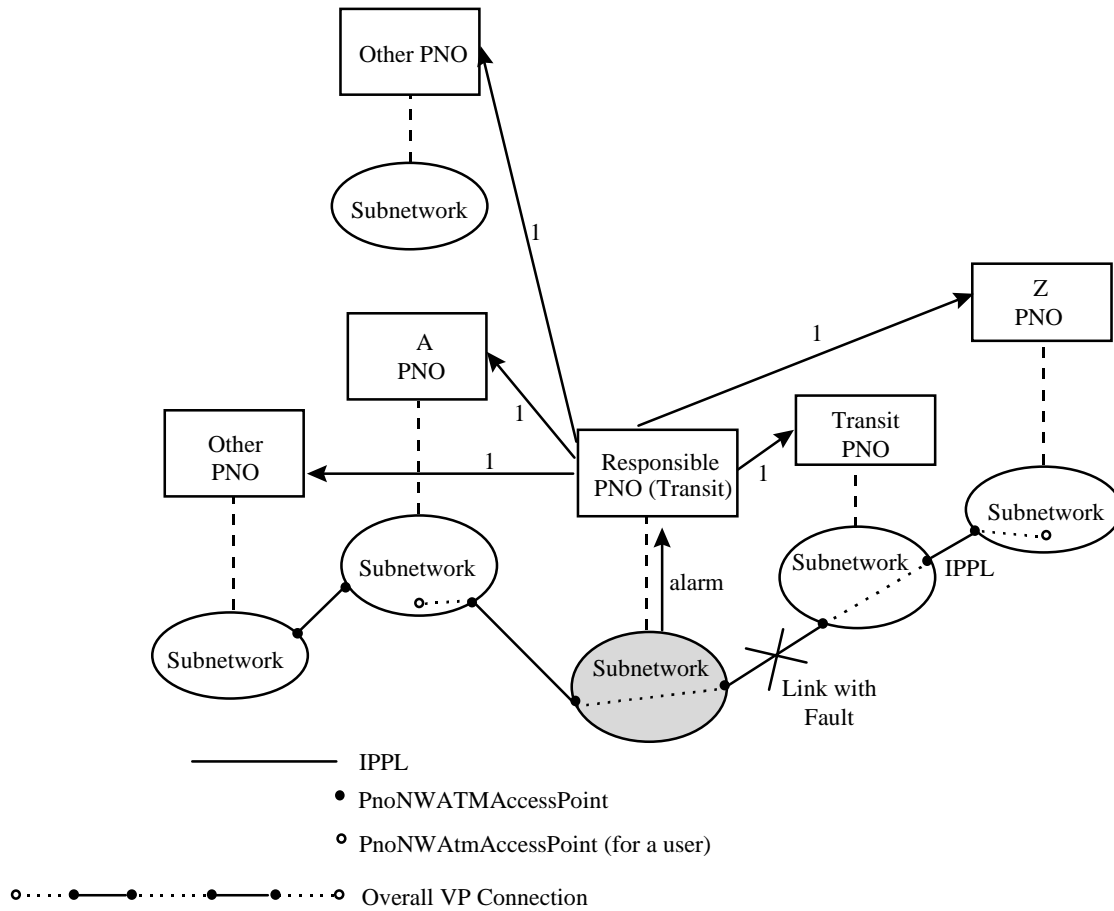 Other PNO
Subnetwork
1
Z
PNO
1
A
PNO
1
Transit
PNO
Other
PNO
1
Responsible
PNO (Transit)
1
Subnetwork
Subnetwork
Subnetwork
IPPL
alarm
Subnetwork
Subnetwork
Link with
Fault
IPPL
PnoNWATMAccessPoint
PnoNWAtmAccessPoint (for a user)
Overall VP Connection